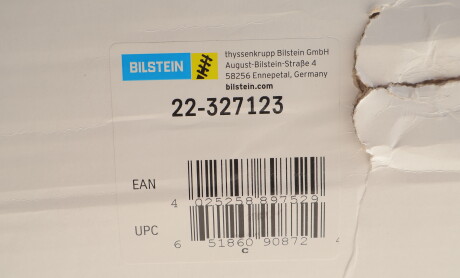 BILSTEIN
thyssenkrupp Bilstein GmbH
August-Bilstein-Straße 4
58256 Ennepetal, Germany
bilstein.com
22-327123
EAN
4 025258 897529
UPC
6 51860 90872 4
C